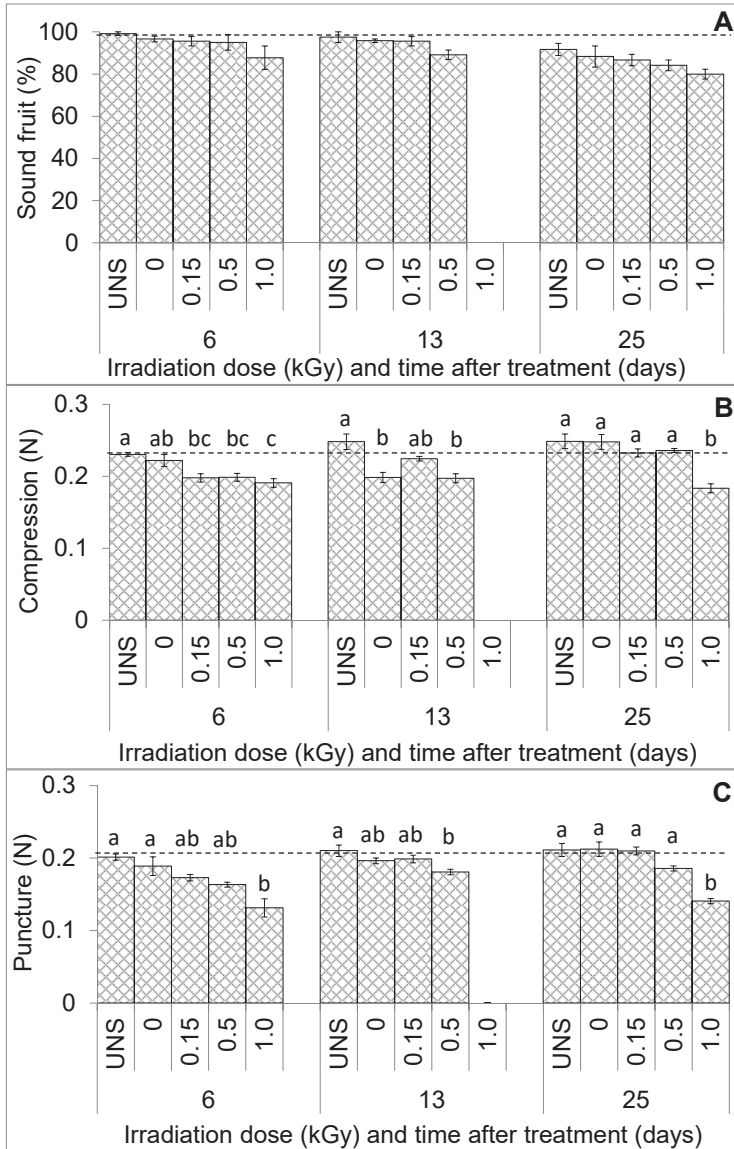 A
100
80
60
40
20
0
Sound fruit (%)
UNS 0 0.15 0.5 1.0 UNS 0 0.15 0.5 1.0 UNS 0 0.15 0.5 1.0
6 13 25
Irradiation dose (kGy) and time after treatment (days)
B
0.3
0.2
0.1
0
Compression (N)
a ab bc bc c a b ab b a a a a b
UNS 0 0.15 0.5 1.0 UNS 0 0.15 0.5 1.0 UNS 0 0.15 0.5 1.0
6 13 25
Irradiation dose (kGy) and time after treatment (days)
C
0.3
0.2
0.1
0
Puncture (N)
a a ab ab b a ab ab b a a a a b
UNS 0 0.15 0.5 1.0 UNS 0 0.15 0.5 1.0 UNS 0 0.15 0.5 1.0
6 13 25
Irradiation dose (kGy) and time after treatment (days)